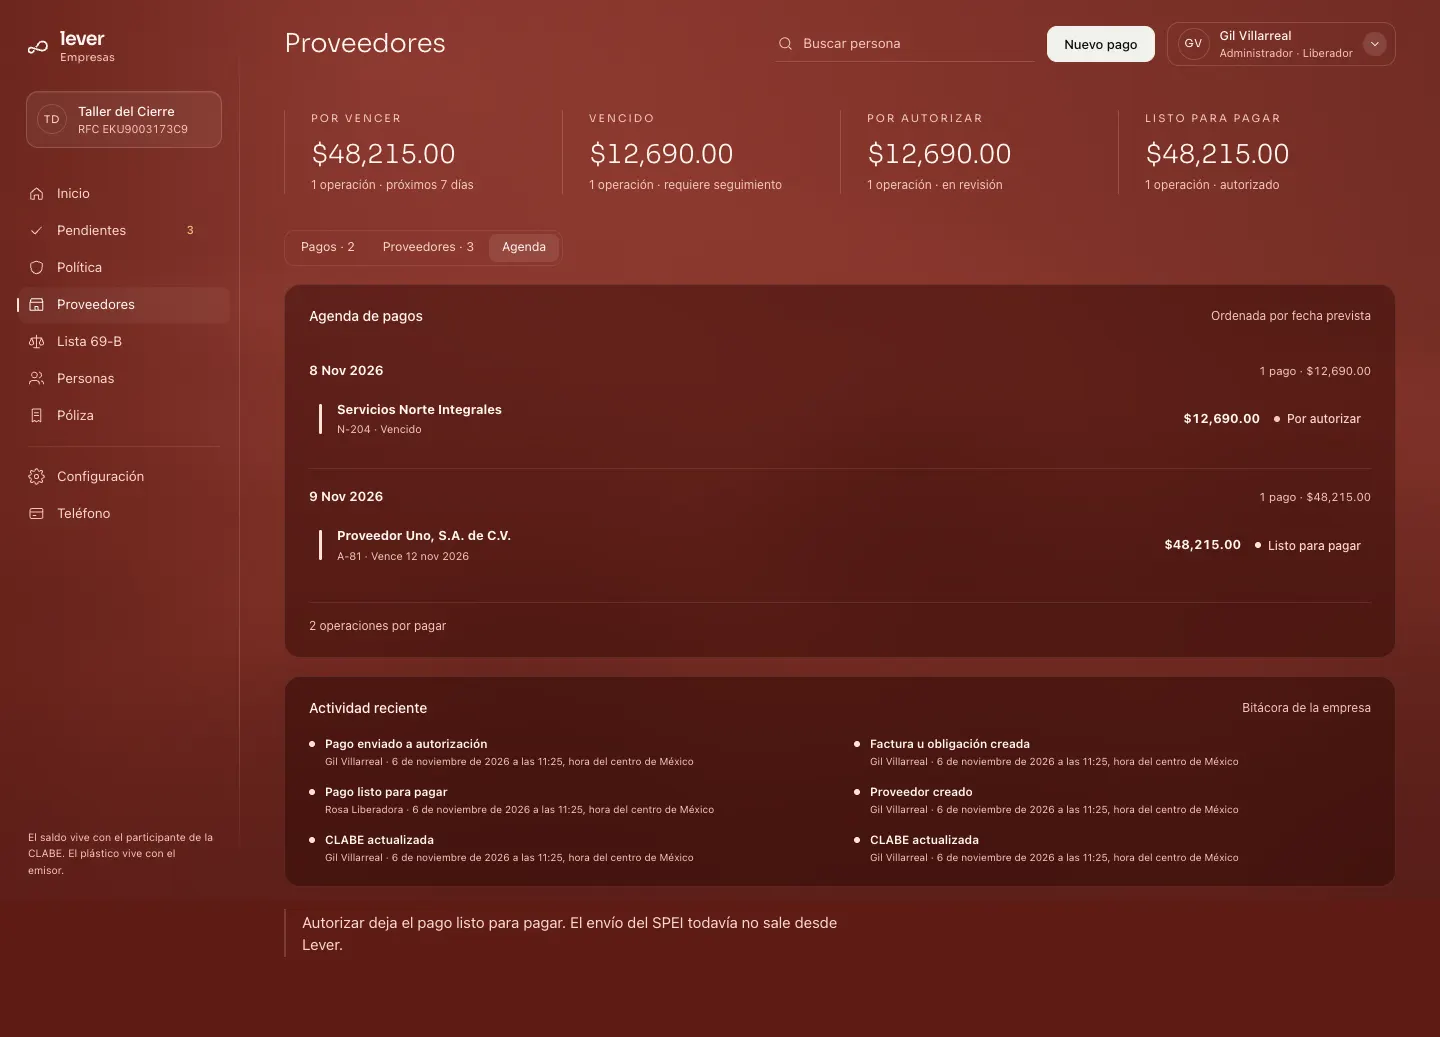 lever
Empresas
TD
Taller del Cierre
RFC EKU9003173C9
Inicio
Pendientes 3
Política
Proveedores
Lista 69-B
Personas
Póliza
Configuración
Teléfono
El saldo vive con el participante de la
CLABE. El plástico vive con el
emisor.
Proveedores
Buscar persona
Nuevo pago
GV
Gil Villarreal
Administrador · Liberador
POR VENCER
$48,215.00
1 operación · próximos 7 días
VENCIDO
$12,690.00
1 operación · requiere seguimiento
POR AUTORIZAR
$12,690.00
1 operación · en revisión
LISTO PARA PAGAR
$48,215.00
1 operación · autorizado
Pagos · 2 Proveedores · 3 Agenda
Agenda de pagos Ordenada por fecha prevista
8 Nov 2026 1 pago · $12,690.00
Servicios Norte Integrales
N-204 · Vencido
$12,690.00 Por autorizar
9 Nov 2026 1 pago · $48,215.00
Proveedor Uno, S.A. de C.V.
A-81 · Vence 12 nov 2026
$48,215.00 Listo para pagar
2 operaciones por pagar
Actividad reciente Bitácora de la empresa
Pago enviado a autorización
Gil Villarreal · 6 de noviembre de 2026 a las 11:25, hora del centro de México
Factura u obligación creada
Gil Villarreal · 6 de noviembre de 2026 a las 11:25, hora del centro de México
Pago listo para pagar
Rosa Liberadora · 6 de noviembre de 2026 a las 11:25, hora del centro de México
Proveedor creado
Gil Villarreal · 6 de noviembre de 2026 a las 11:25, hora del centro de México
CLABE actualizada
Gil Villarreal · 6 de noviembre de 2026 a las 11:25, hora del centro de México
CLABE actualizada
Gil Villarreal · 6 de noviembre de 2026 a las 11:25, hora del centro de México
Autorizar deja el pago listo para pagar. El envío del SPEI todavía no sale desde
Lever.